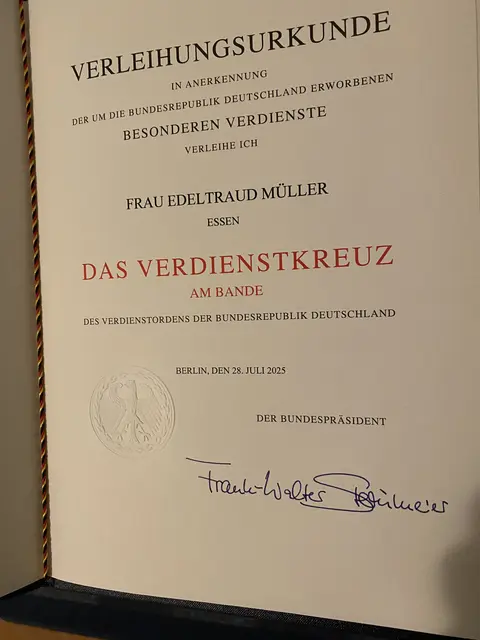 VERLEIHUNGSURKUNDE
IN ANERKENNUNG
DER UM DIE BUNDESREPUBLIK DEUTSCHLAND ERWORBENEN
BESONDEREN VERDIENSTE
VERLEIHE ICH
FRAU EDELTRAUD MÜLLER
ESSEN
DAS VERDIENSTKREUZ
AM BANDE
DES VERDIENSTORDENS DER BUNDESREPUBLIK DEUTSCHLAND
BERLIN, DEN 28. JULI 2025
DER BUNDESPRÄSIDENT
Frank-Walter Steinmeier